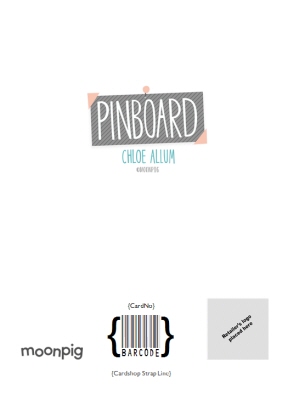 PINBOARD
CHLOE ALLUM
{CardNo}
{BARCODE}
moonpig
Retailer's logo
placed here
{Cardshop Strap Line}